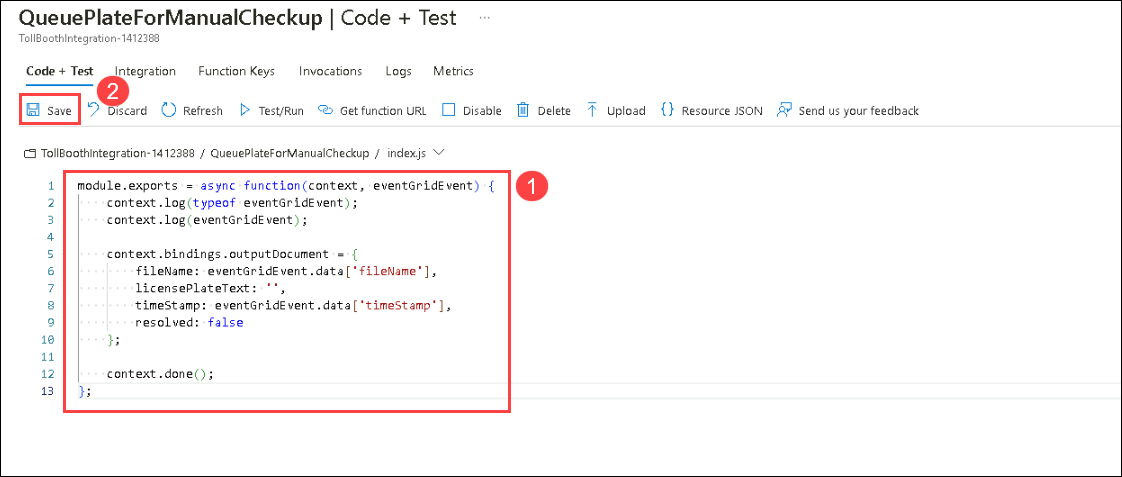 QueuePlateForManualCheckup | Code + Test ...
TollBoothIntegration-1412388
Code + Test Integration Function Keys Invocations Logs Metrics
2
Save Discard Refresh Test/Run Get function URL Disable Delete Upload {} Resource JSON Send us your feedback
TollBoothIntegration-1412388 / QueuePlateForManualCheckup / index.js
1
1 module.exports = async function(context, eventGridEvent) {
2     context.log(typeof eventGridEvent);
3     context.log(eventGridEvent);
4
5     context.bindings.outputDocument = {
6         fileName: eventGridEvent.data['fileName'],
7         licensePlateText: '',
8         timeStamp: eventGridEvent.data['timeStamp'],
9         resolved: false
10     };
11
12     context.done();
13 };